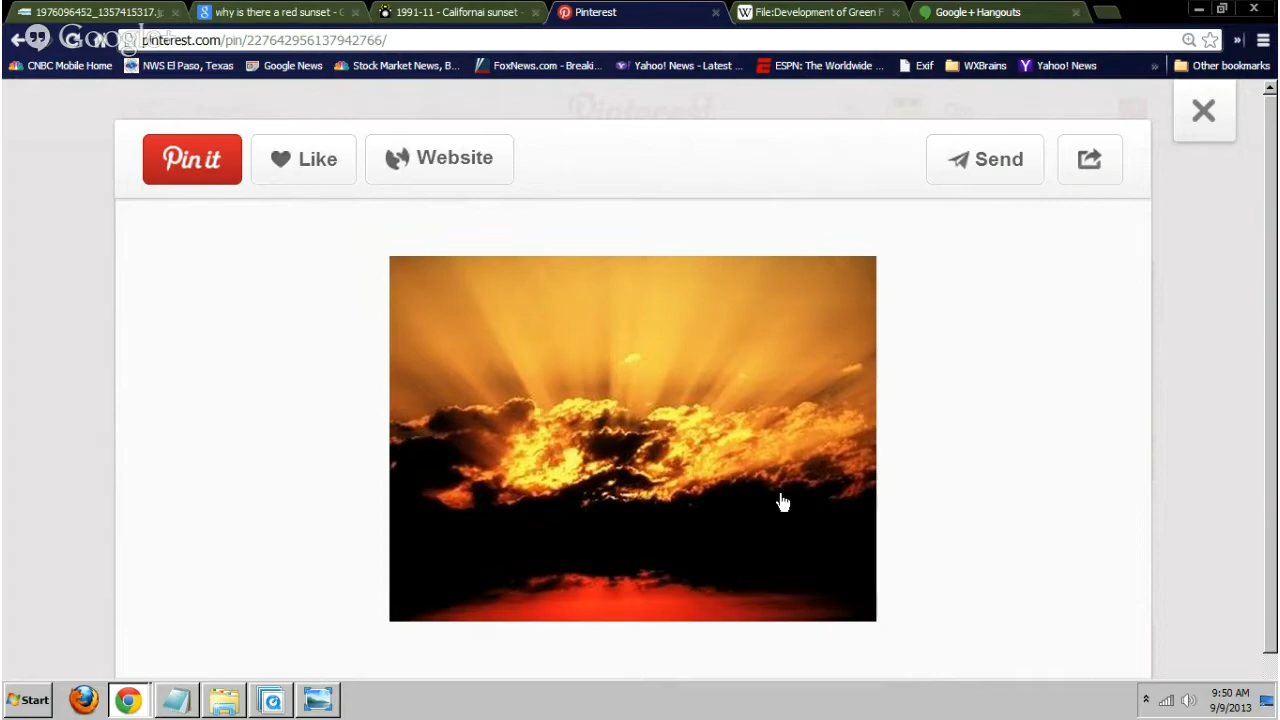 1976096452_1357415317.j
why is there a red sunset - G
1991-11 - Californai sunset -
Pinterest
File:Development of Green F
Google+ Hangouts
Google+
pinterest.com/pin/227642956137942766/
CNBC Mobile Home
NWS El Paso, Texas
Google News
Stock Market News, B...
FoxNews.com - Breaki...
Yahoo! News - Latest ...
ESPN: The Worldwide ...
Exif
WXBrains
Yahoo! News
»
Other bookmarks
Pinterest
Pin it
Like
Website
Send
Start
9:50 AM
9/9/2013